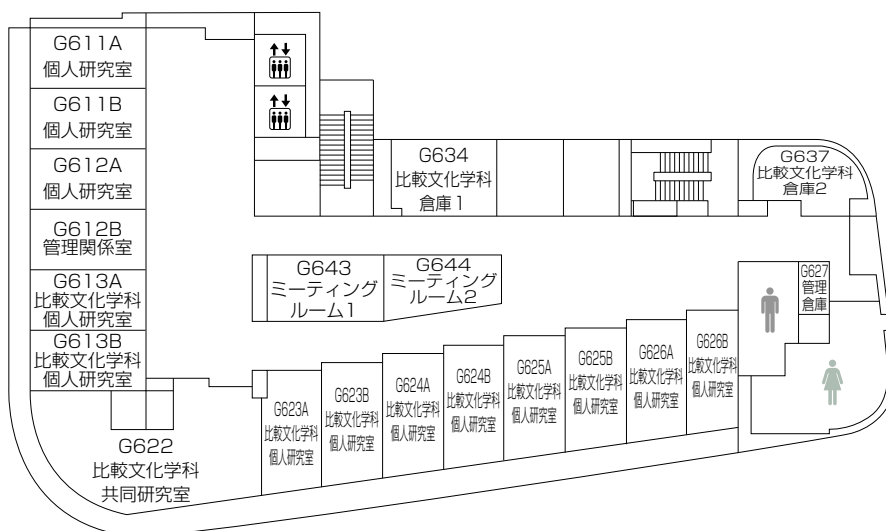 G611A
個人研究室
G611B
個人研究室
G612A
個人研究室
G612B
管理関係室
G613A
比較文化学科
個人研究室
G613B
比較文化学科
個人研究室
G622
比較文化学科
共同研究室
G634
比較文化学科
倉庫1
G637
比較文化学科
倉庫2
G643
ミーティング
ルーム1
G644
ミーティング
ルーム2
G627
管理
倉庫
G623A
比較文化学科
個人研究室
G623B
比較文化学科
個人研究室
G624A
比較文化学科
個人研究室
G624B
比較文化学科
個人研究室
G625A
比較文化学科
個人研究室
G625B
比較文化学科
個人研究室
G626A
比較文化学科
個人研究室
G626B
比較文化学科
個人研究室